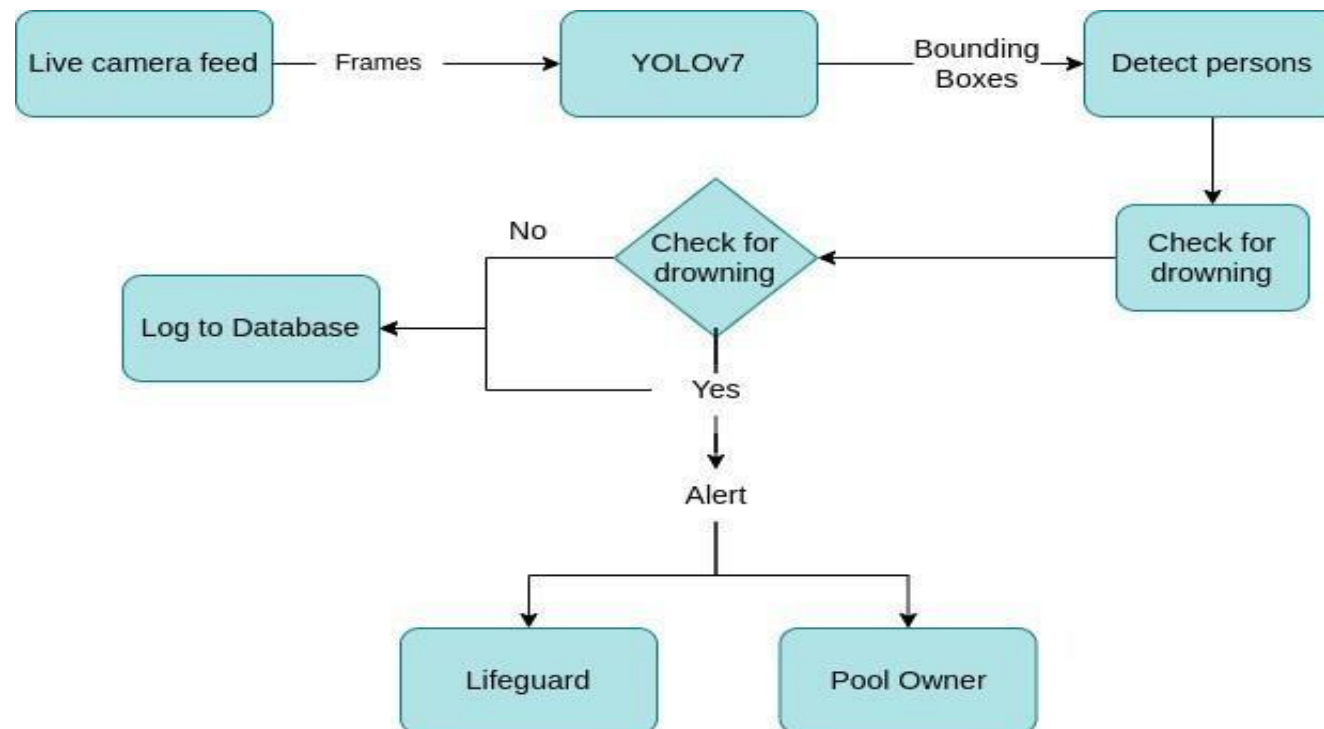 Live camera feed
Frames
YOLOv7
Bounding
Boxes
Detect persons
Check for
drowning
Check for
drowning
No
Log to Database
Yes
Alert
Lifeguard
Pool Owner